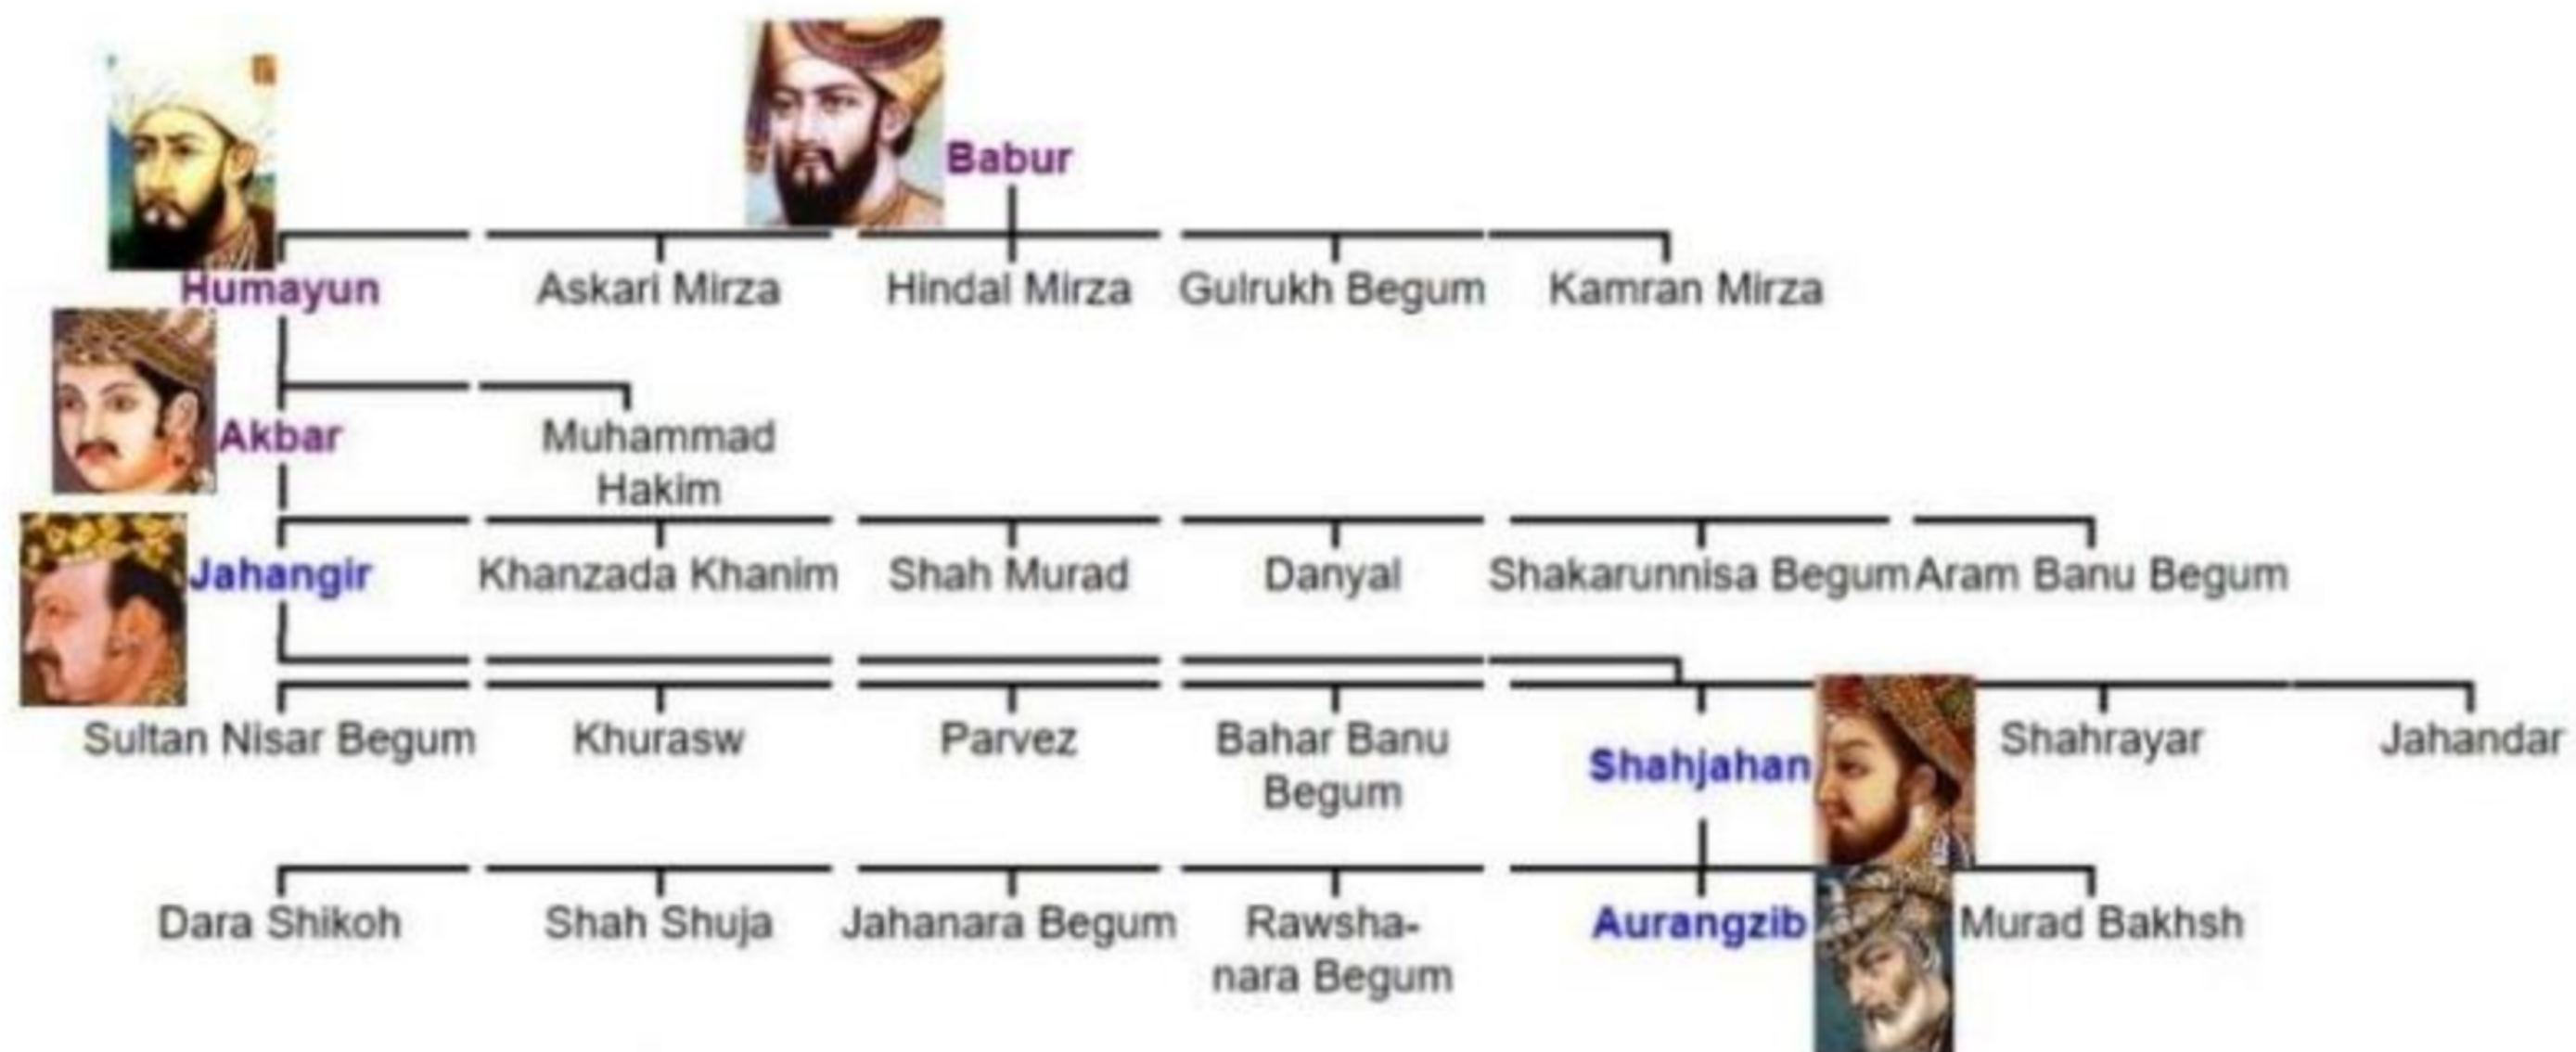 Babur
Humayun Askari Mirza Hindal Mirza Gulrukh Begum Kamran Mirza
Akbar Muhammad
Hakim
Jahangir Khanzada Khanim Shah Murad Danyal Shakarunnisa Begum Aram Banu Begum
Sultan Nisar Begum Khurasw Parvez Bahar Banu
Begum Shahjahan Shahrayar Jahandar
Dara Shikoh Shah Shuja Jahanara Begum Rawsha-
nara Begum Aurangzib Murad Bakhsh